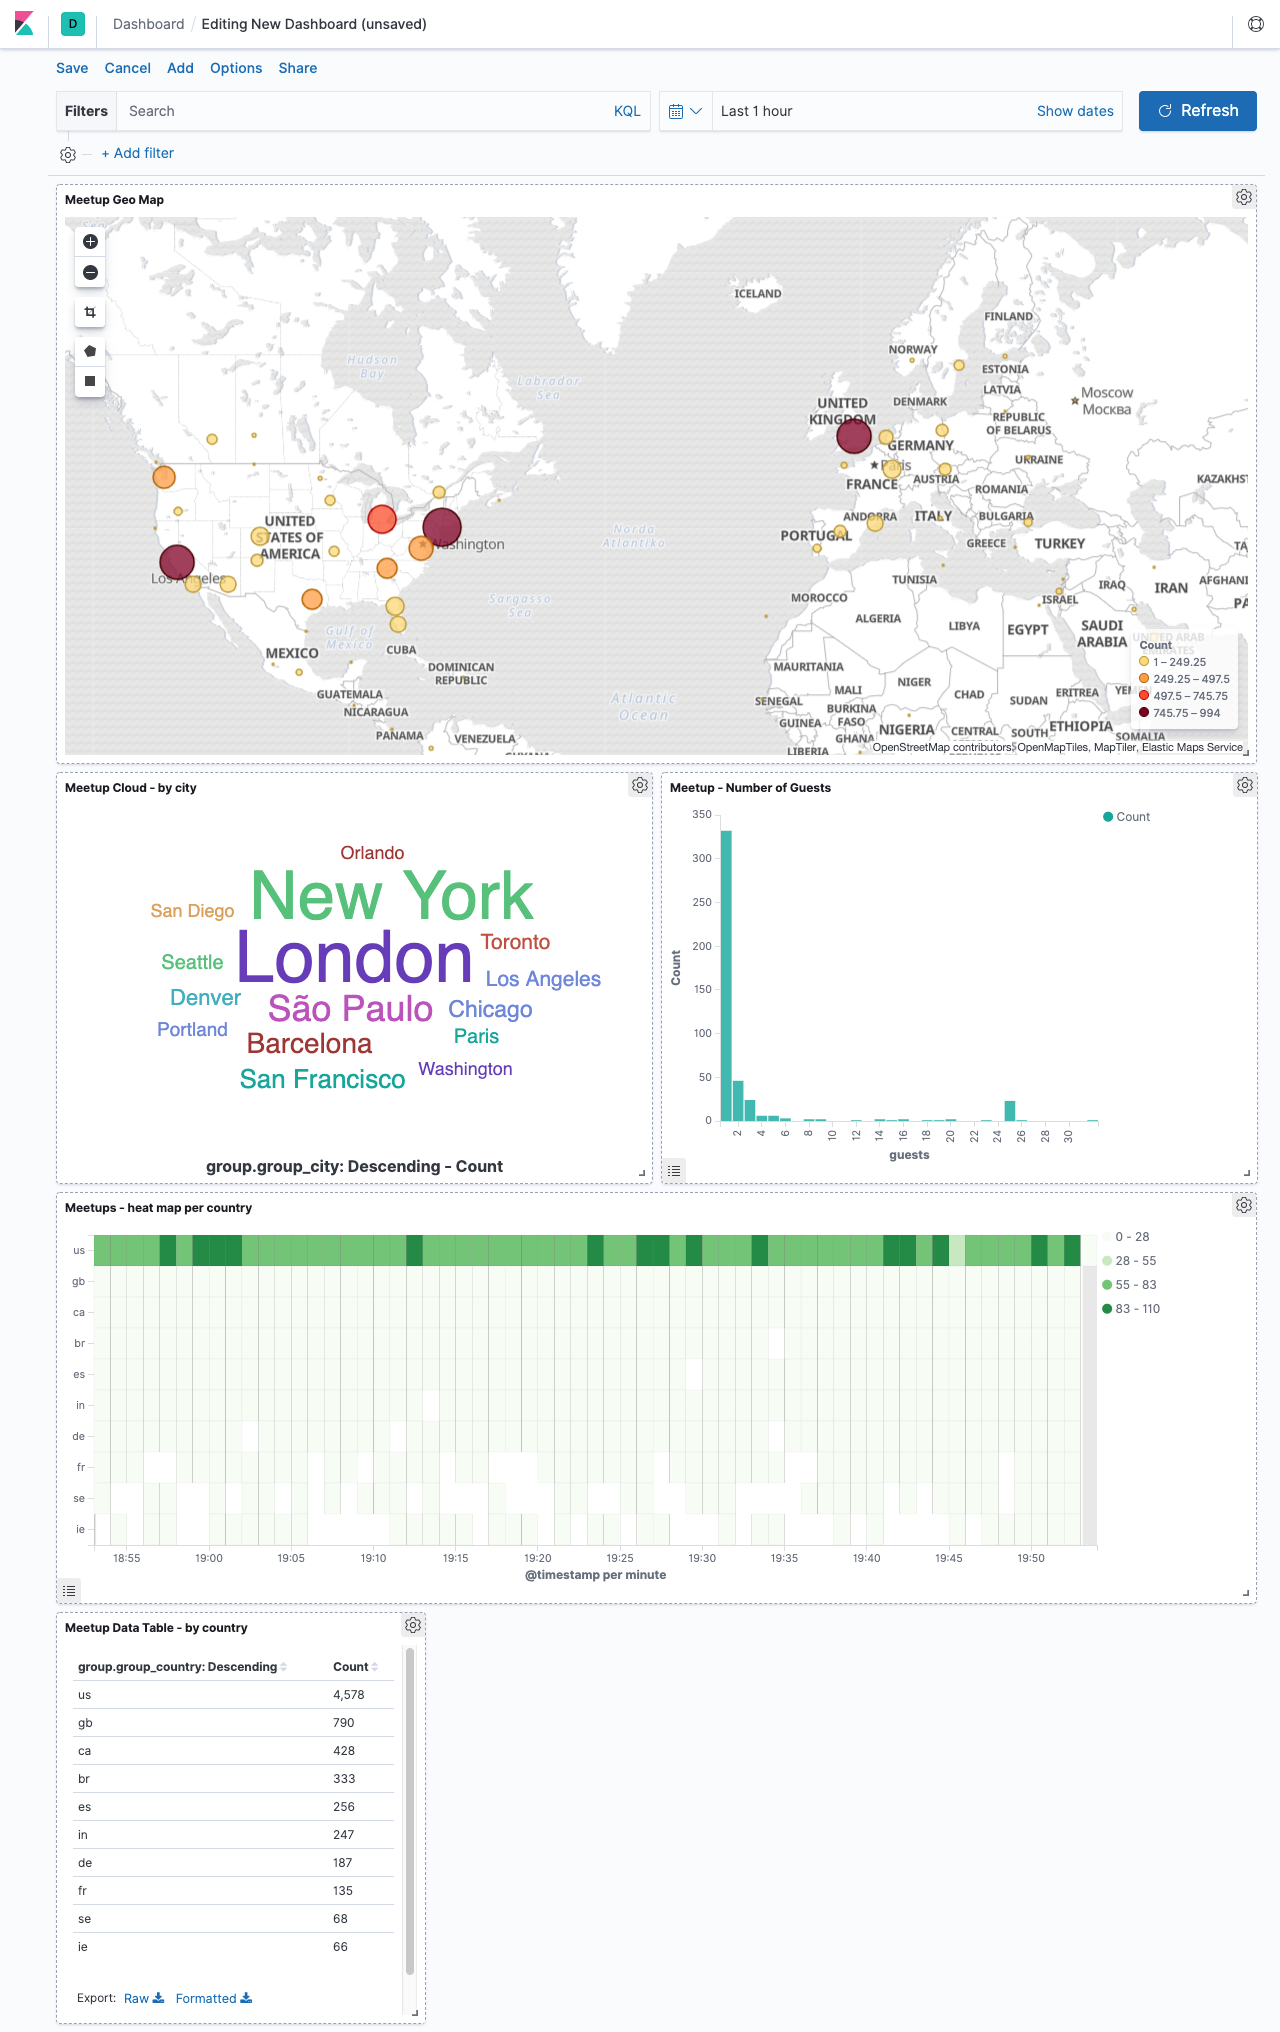 D Dashboard / Editing New Dashboard (unsaved)
Save Cancel Add Options Share
Filters Search KQL Last 1 hour Show dates Refresh
+ Add filter
Meetup Geo Map
ICELAND
FINLAND
NORWAY
Hudson
Bay
ESTONIA
Labrador
Sea
LATVIA
Moscow
Москва
UNITED
KINGDOM
DENMARK
REPUBLIC
OF BELARUS
GERMANY
UKRAINE
Paris
FRANCE
AUSTRIA
KAZAKHS
ROMANIA
UNITED
STATES OF
AMERICA
ANDORRA
ITALY
BULGARIA
Norda
Atlantiko
PORTUGAL
GREECE
TURKEY
Washington
TA
Los Angeles
TUNISIA
IRAQ
IRAN
AFGHANI
MOROCCO
ISRAEL
PA
Sargasso
Sea
ALGERIA
LIBYA
EGYPT
SAUDI
ARABIA
UNITED ARAB
EMIRATES
Gulf of
Mexico
MEXICO
CUBA
DOMINICAN
REPUBLIC
MAURITANIA
NIGER
MALI
CHAD
SUDAN
ERITREA
YEM
GUATEMALA
Atlantic
Ocean
SENEGAL
BURKINA
FASO
NICARAGUA
GUINEA
NIGERIA
CENTRAL
SOUTH
ETHIOPIA
PANAMA
VENEZUELA
GHANA
SOMALIA
LIBERIA
Count
1 – 249.25
249.25 – 497.5
497.5 – 745.75
745.75 – 994
OpenStreetMap contributors, OpenMapTiles, MapTiler, Elastic Maps Service
Meetup Cloud - by city
Orlando
New York
San Diego
London
Toronto
Seattle
Los Angeles
Denver
São Paulo
Chicago
Portland
Barcelona
Paris
San Francisco
Washington
group.group_city: Descending - Count
Meetup - Number of Guests
Count
350
300
250
200
150
100
50
0
Count
2 4 6 8 10 12 14 16 18 20 22 24 26 28 30
guests
Meetups - heat map per country
us
gb
ca
br
es
in
de
fr
se
ie
0 - 28
28 - 55
55 - 83
83 - 110
18:55 19:00 19:05 19:10 19:15 19:20 19:25 19:30 19:35 19:40 19:45 19:50
@timestamp per minute
Meetup Data Table - by country
group.group_country: Descending Count
us 4,578
gb 790
ca 428
br 333
es 256
in 247
de 187
fr 135
se 68
ie 66
Export: Raw Formatted